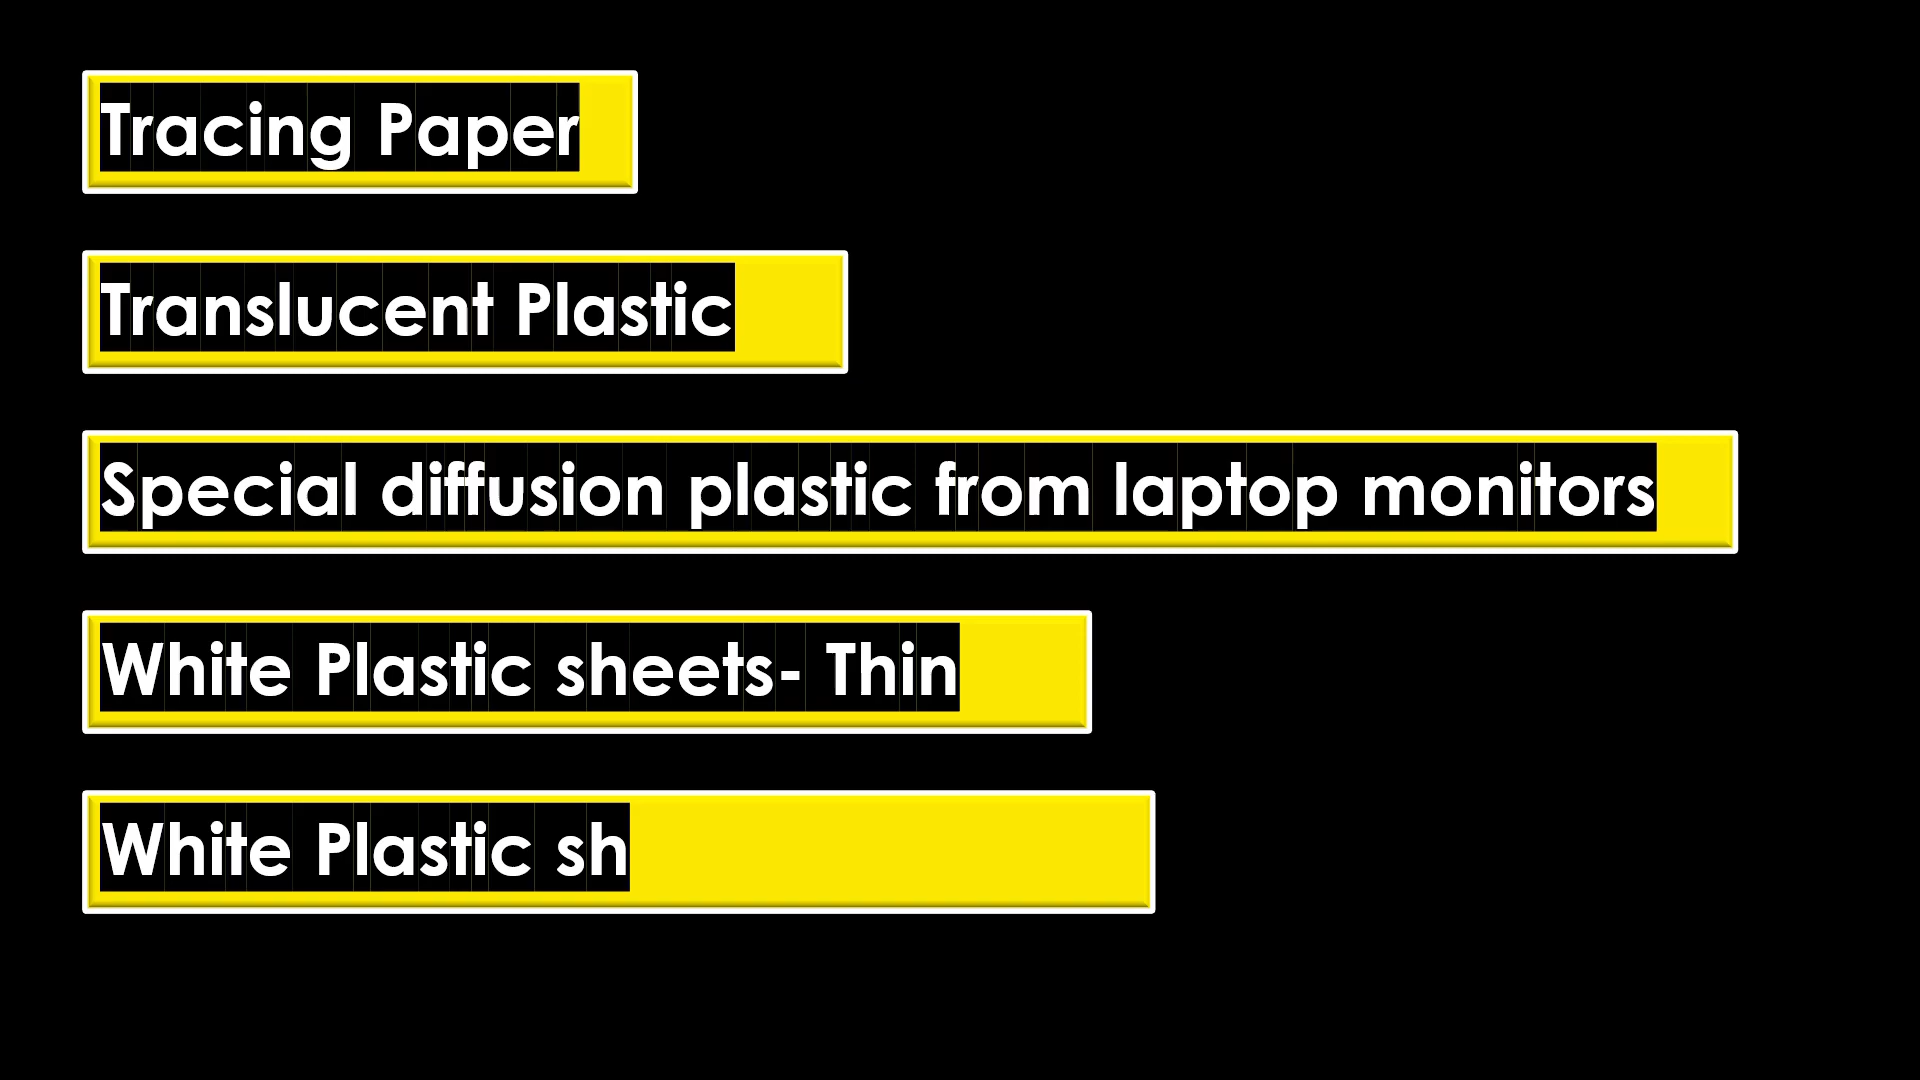 Tracing Paper
Translucent Plastic
Special diffusion plastic from laptop monitors
White Plastic sheets- Thin
White Plastic sh